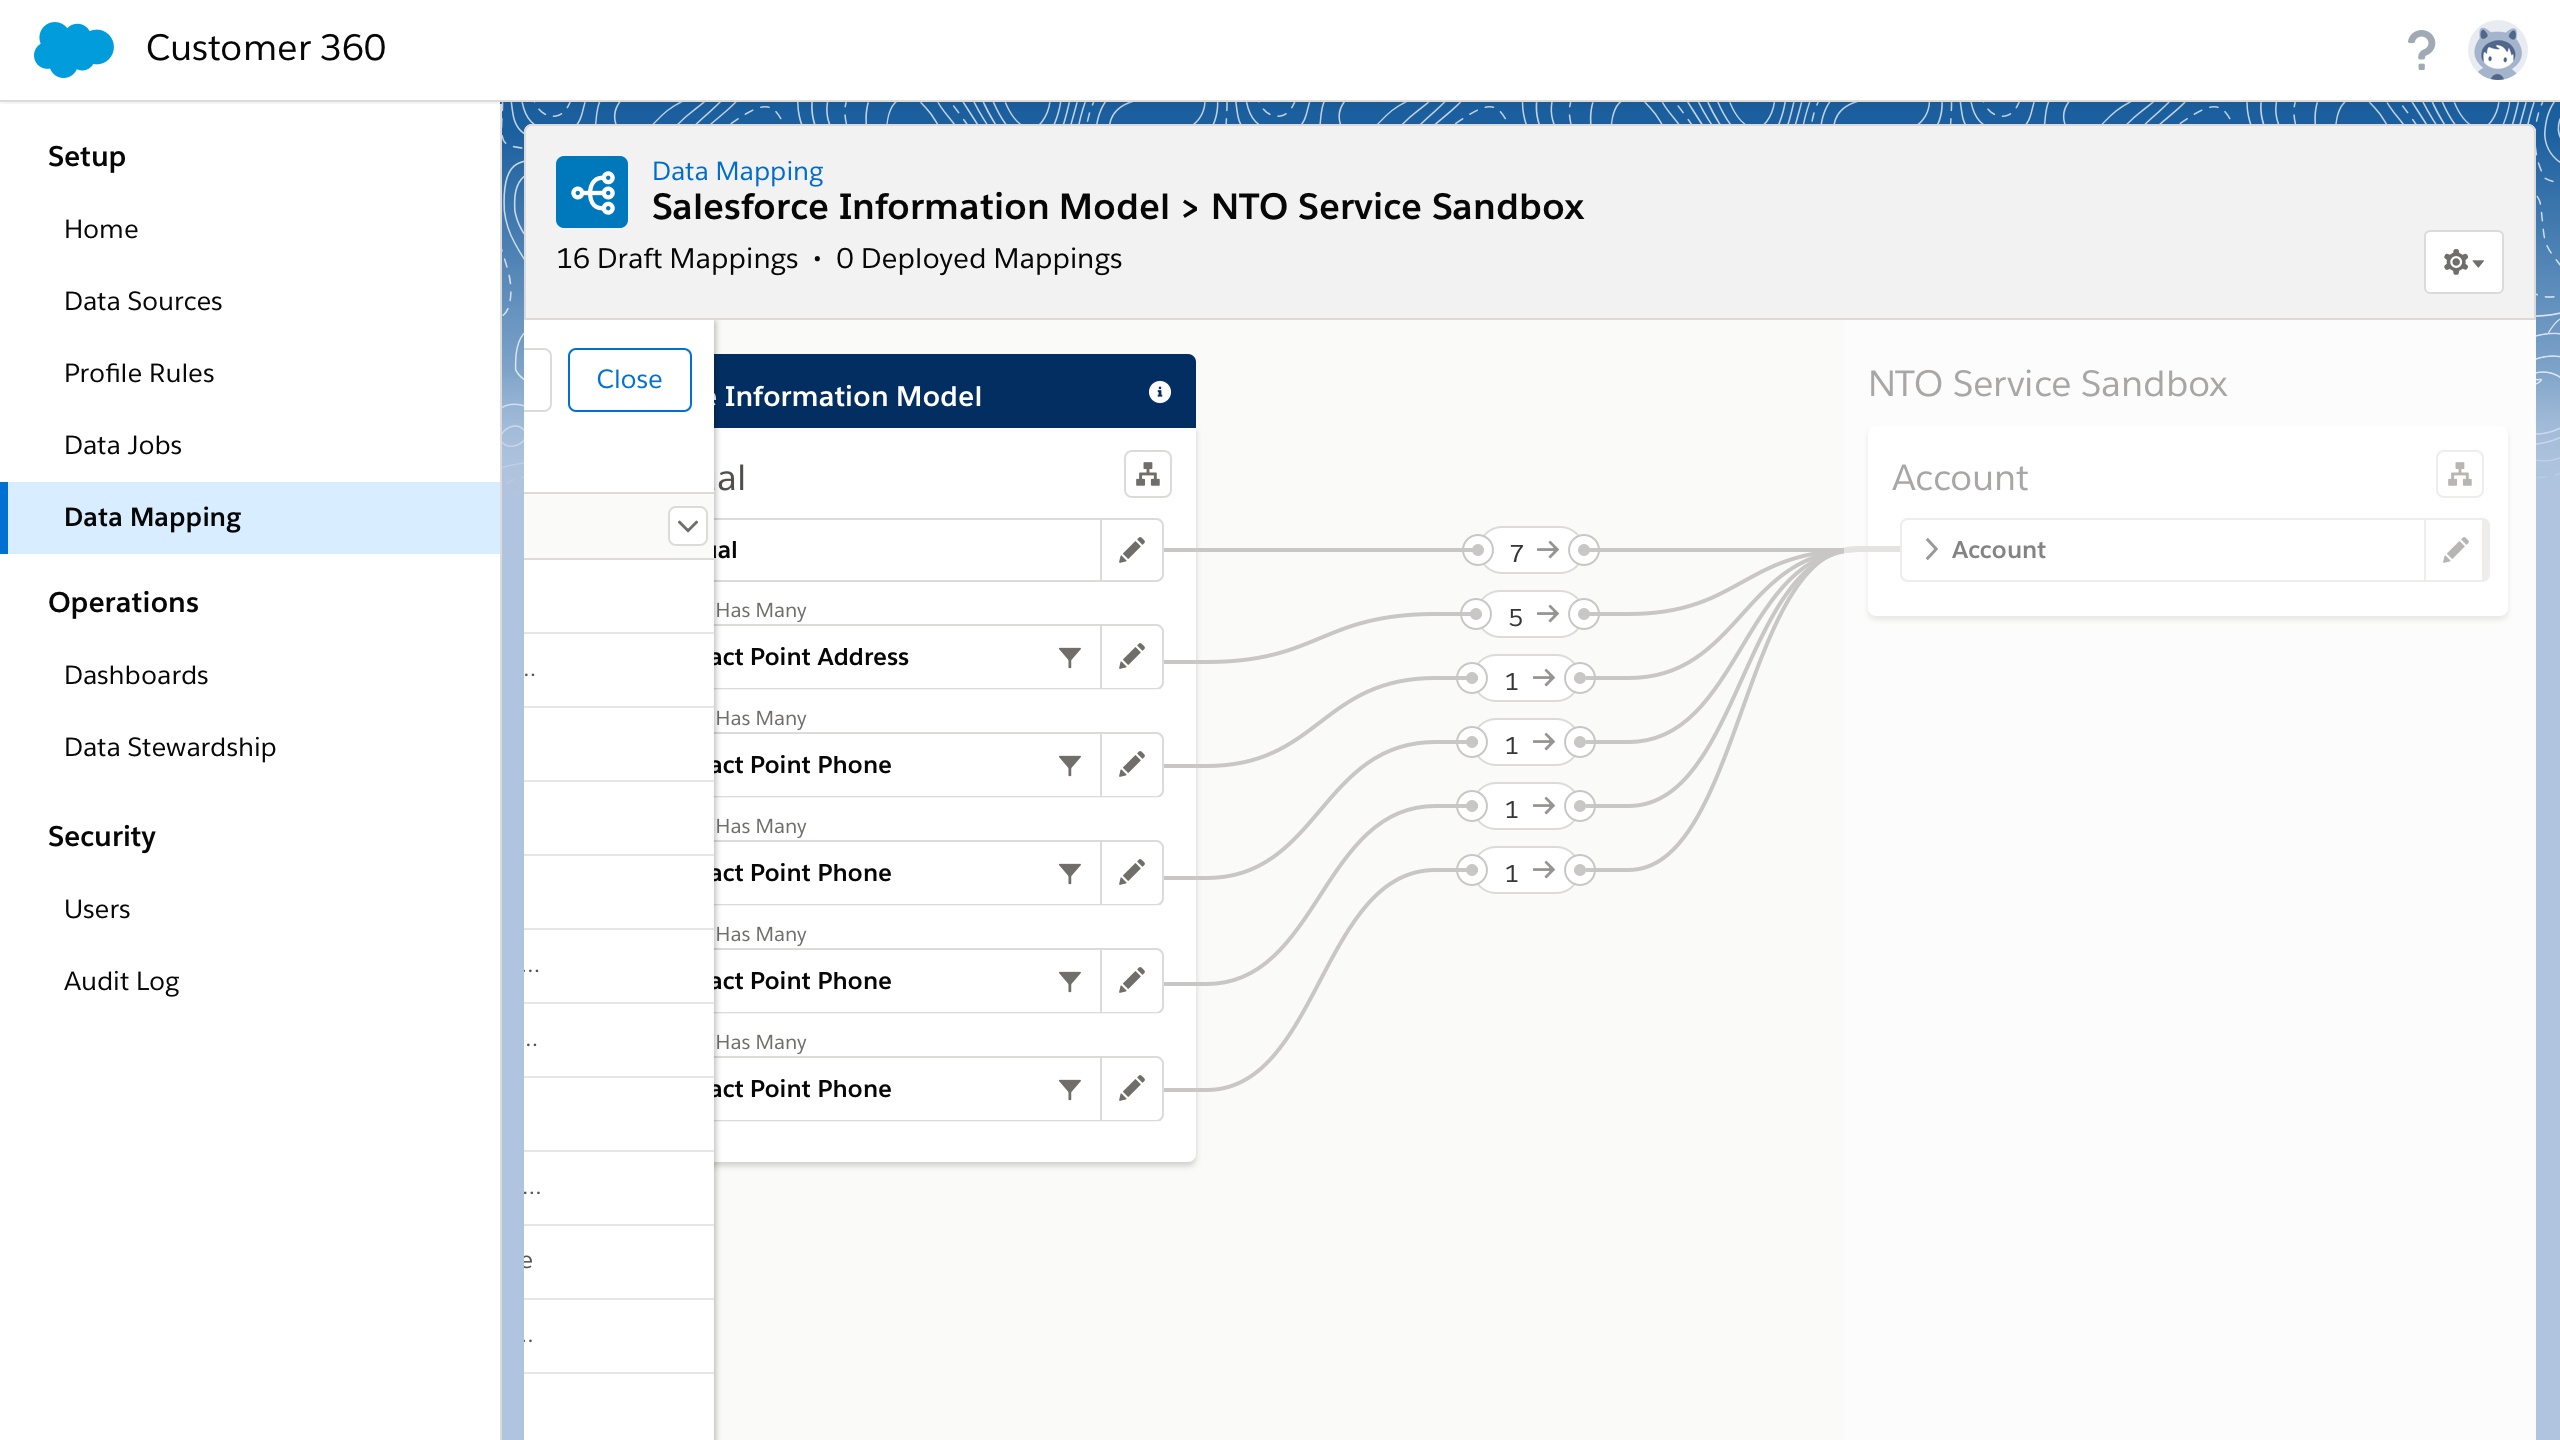 Customer 360
?
Setup
Home
Data Sources
Profile Rules
Data Jobs
Data Mapping
Operations
Dashboards
Data Stewardship
Security
Users
Audit Log
Data Mapping
Salesforce Information Model > NTO Service Sandbox
16 Draft Mappings • 0 Deployed Mappings
Close
Information Model
al
Has Many
act Point Address
Has Many
act Point Phone
Has Many
act Point Phone
Has Many
act Point Phone
Has Many
act Point Phone
7 →
5 →
1 →
1 →
1 →
1 →
NTO Service Sandbox
Account
Account